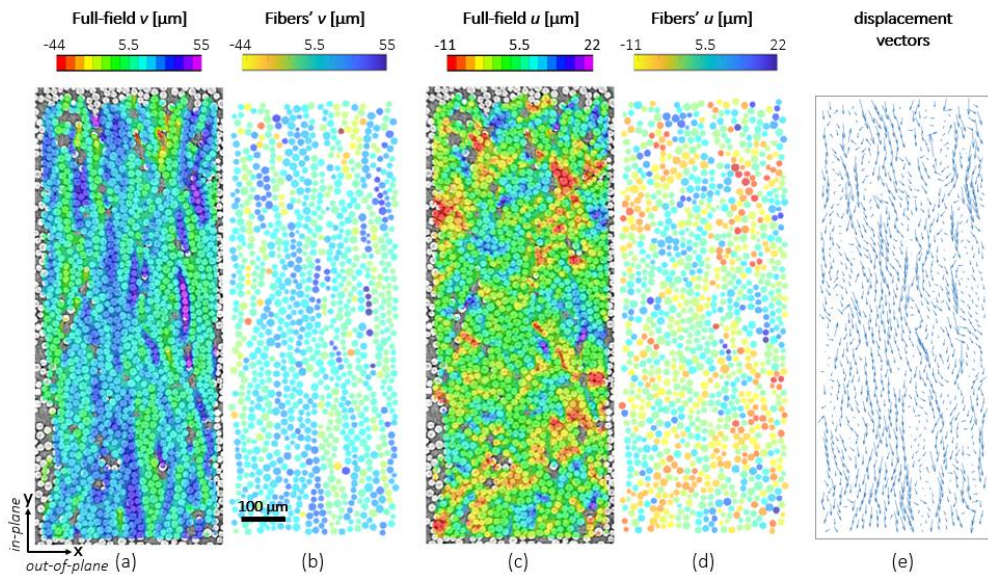 Full-field v [µm]
-44 5.5 55
Fibers’ v [µm]
-44 5.5 55
Full-field u [µm]
-11 5.5 22
Fibers’ u [µm]
-11 5.5 22
displacement
vectors
100 µm
y
in-plane
x
out-of-plane
(a)
(b)
(c)
(d)
(e)